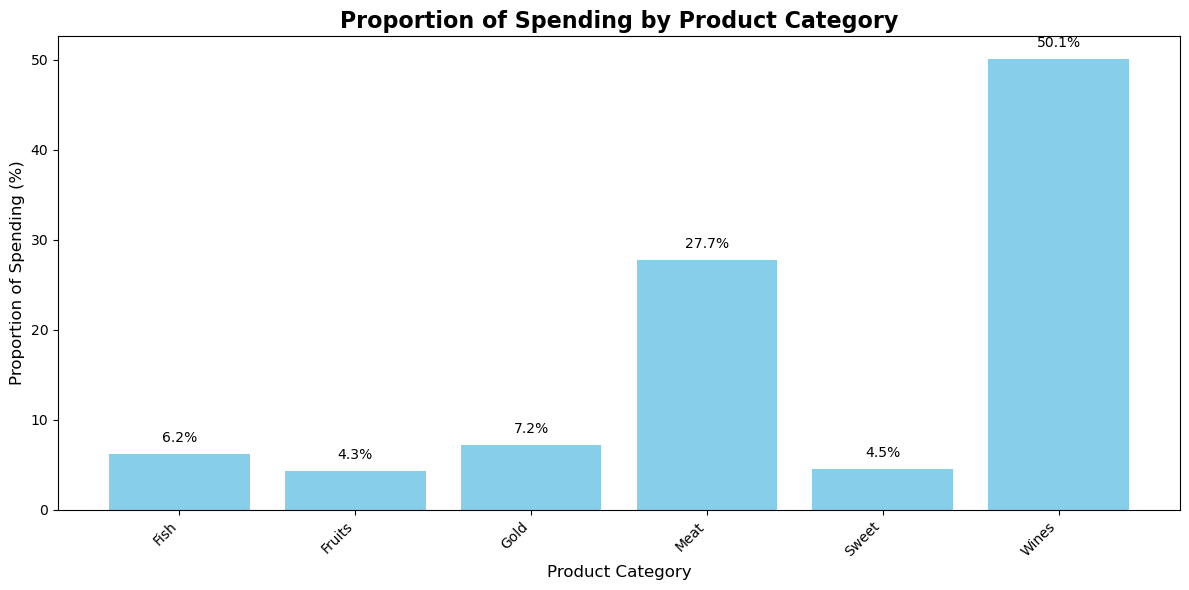 Proportion of Spending by Product Category
Proportion of Spending (%)
50
40
30
20
10
0
6.2%
4.3%
7.2%
27.7%
4.5%
50.1%
Fish
Fruits
Gold
Meat
Sweet
Wines
Product Category